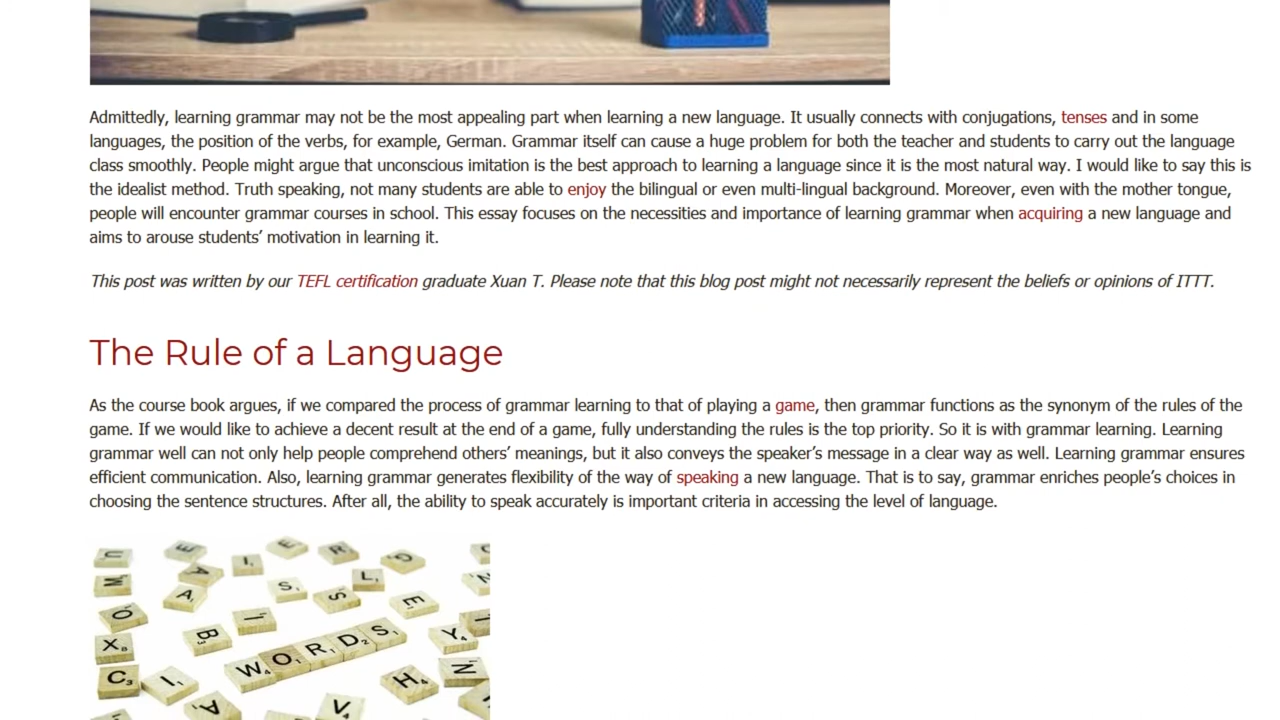 Admittedly, learning grammar may not be the most appealing part when learning a new language. It usually connects with conjugations, tenses and in some
languages, the position of the verbs, for example, German. Grammar itself can cause a huge problem for both the teacher and students to carry out the language
class smoothly. People might argue that unconscious imitation is the best approach to learning a language since it is the most natural way. I would like to say this is
the idealist method. Truth speaking, not many students are able to enjoy the bilingual or even multi-lingual background. Moreover, even with the mother tongue,
people will encounter grammar courses in school. This essay focuses on the necessities and importance of learning grammar when acquiring a new language and
aims to arouse students’ motivation in learning it.
This post was written by our TEFL certification graduate Xuan T. Please note that this blog post might not necessarily represent the beliefs or opinions of ITTT.
The Rule of a Language
As the course book argues, if we compared the process of grammar learning to that of playing a game, then grammar functions as the synonym of the rules of the
game. If we would like to achieve a decent result at the end of a game, fully understanding the rules is the top priority. So it is with grammar learning. Learning
grammar well can not only help people comprehend others’ meanings, but it also conveys the speaker’s message in a clear way as well. Learning grammar ensures
efficient communication. Also, learning grammar generates flexibility of the way of speaking a new language. That is to say, grammar enriches people’s choices in
choosing the sentence structures. After all, the ability to speak accurately is important criteria in accessing the level of language.
WORDS